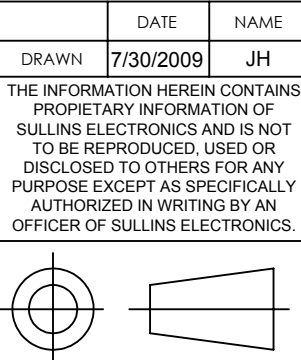 DATE NAME
DRAWN 7/30/2009 JH
THE INFORMATION HEREIN CONTAINS
PROPIETARY INFORMATION OF
SULLINS ELECTRONICS AND IS NOT
TO BE REPRODUCED, USED OR
DISCLOSED TO OTHERS FOR ANY
PURPOSE EXCEPT AS SPECIFICALLY
AUTHORIZED IN WRITING BY AN
OFFICER OF SULLINS ELECTRONICS.